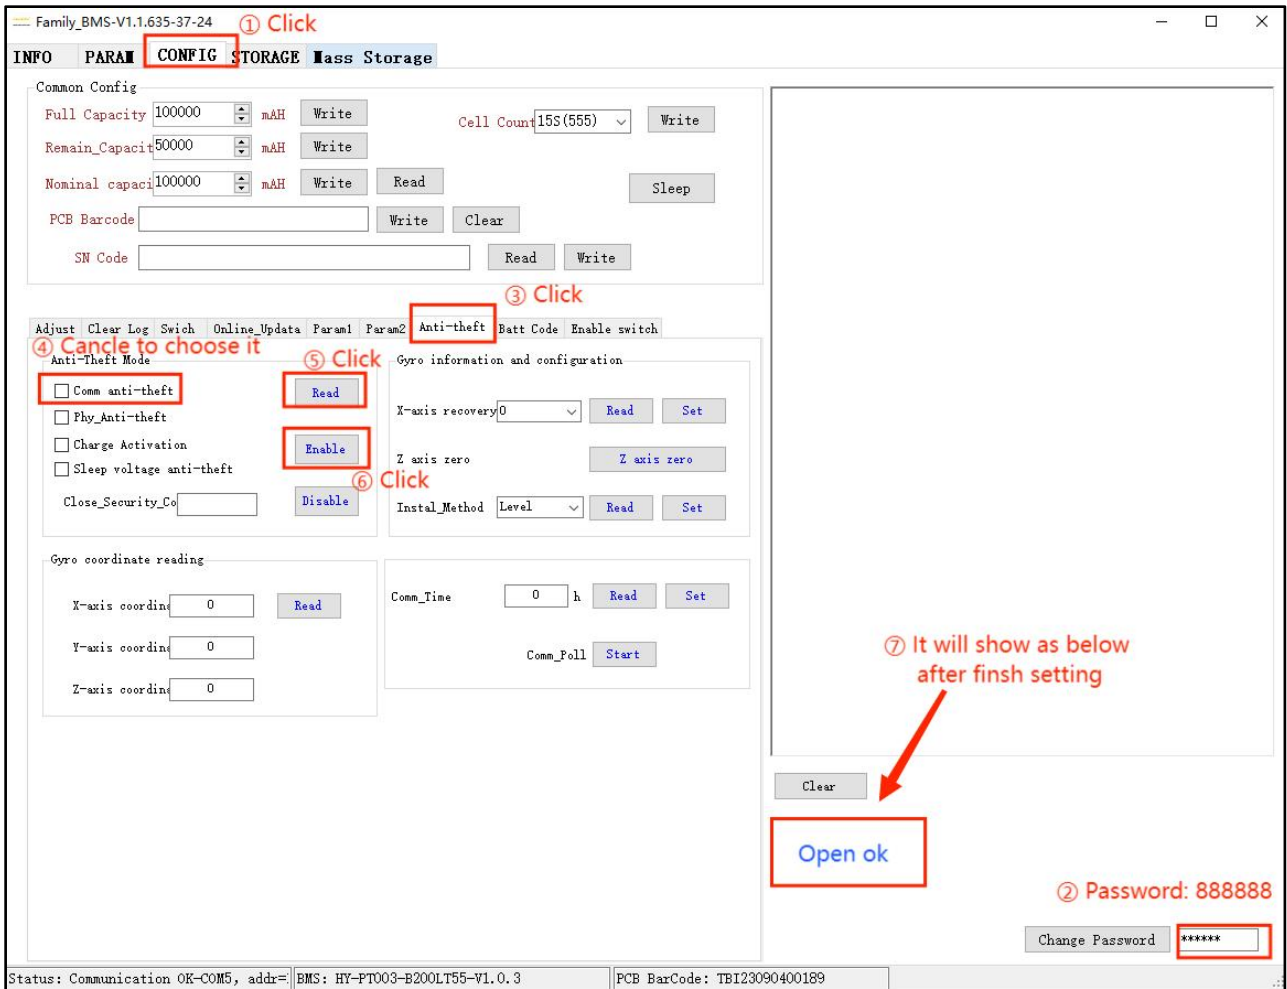 Family_BMS-V1.1.635-37-24
① Click
INFO PARAM CONFIG STORAGE Mass Storage
Common Config
Full Capacity 100000 mAH Write
Cell Count 15S(555) Write
Remain_Capacit 50000 mAH Write
Nominal capaci 100000 mAH Write Read
Sleep
PCB Barcode Write Clear
SN Code Read Write
③ Click
Adjust Clear Log Swich Online_Updata Param1 Param2 Anti-theft Batt Code Enable switch
④ Cancle to choose it
Anti-Theft Mode
⑤ Click
Comm anti-theft Read
Phy_Anti-theft
Charge Activation Enable
Sleep voltage anti-theft
⑥ Click
Close_Security_Co Disable
Gyro information and configuration
X-axis recovery 0 Read Set
Z axis zero Z axis zero
Instal_Method Level Read Set
Gyro coordinate reading
X-axis coordina 0 Read
Y-axis coordina 0
Z-axis coordina 0
Comm_Time 0 h Read Set
Comm_Poll Start
⑦ It will show as below
after finsh setting
Clear
Open ok
② Password: 888888
Change Password ******
Status: Communication OK-COM5, addr= BMS: HY-PT003-B200LT55-V1.0.3 PCB BarCode: TBI23090400189